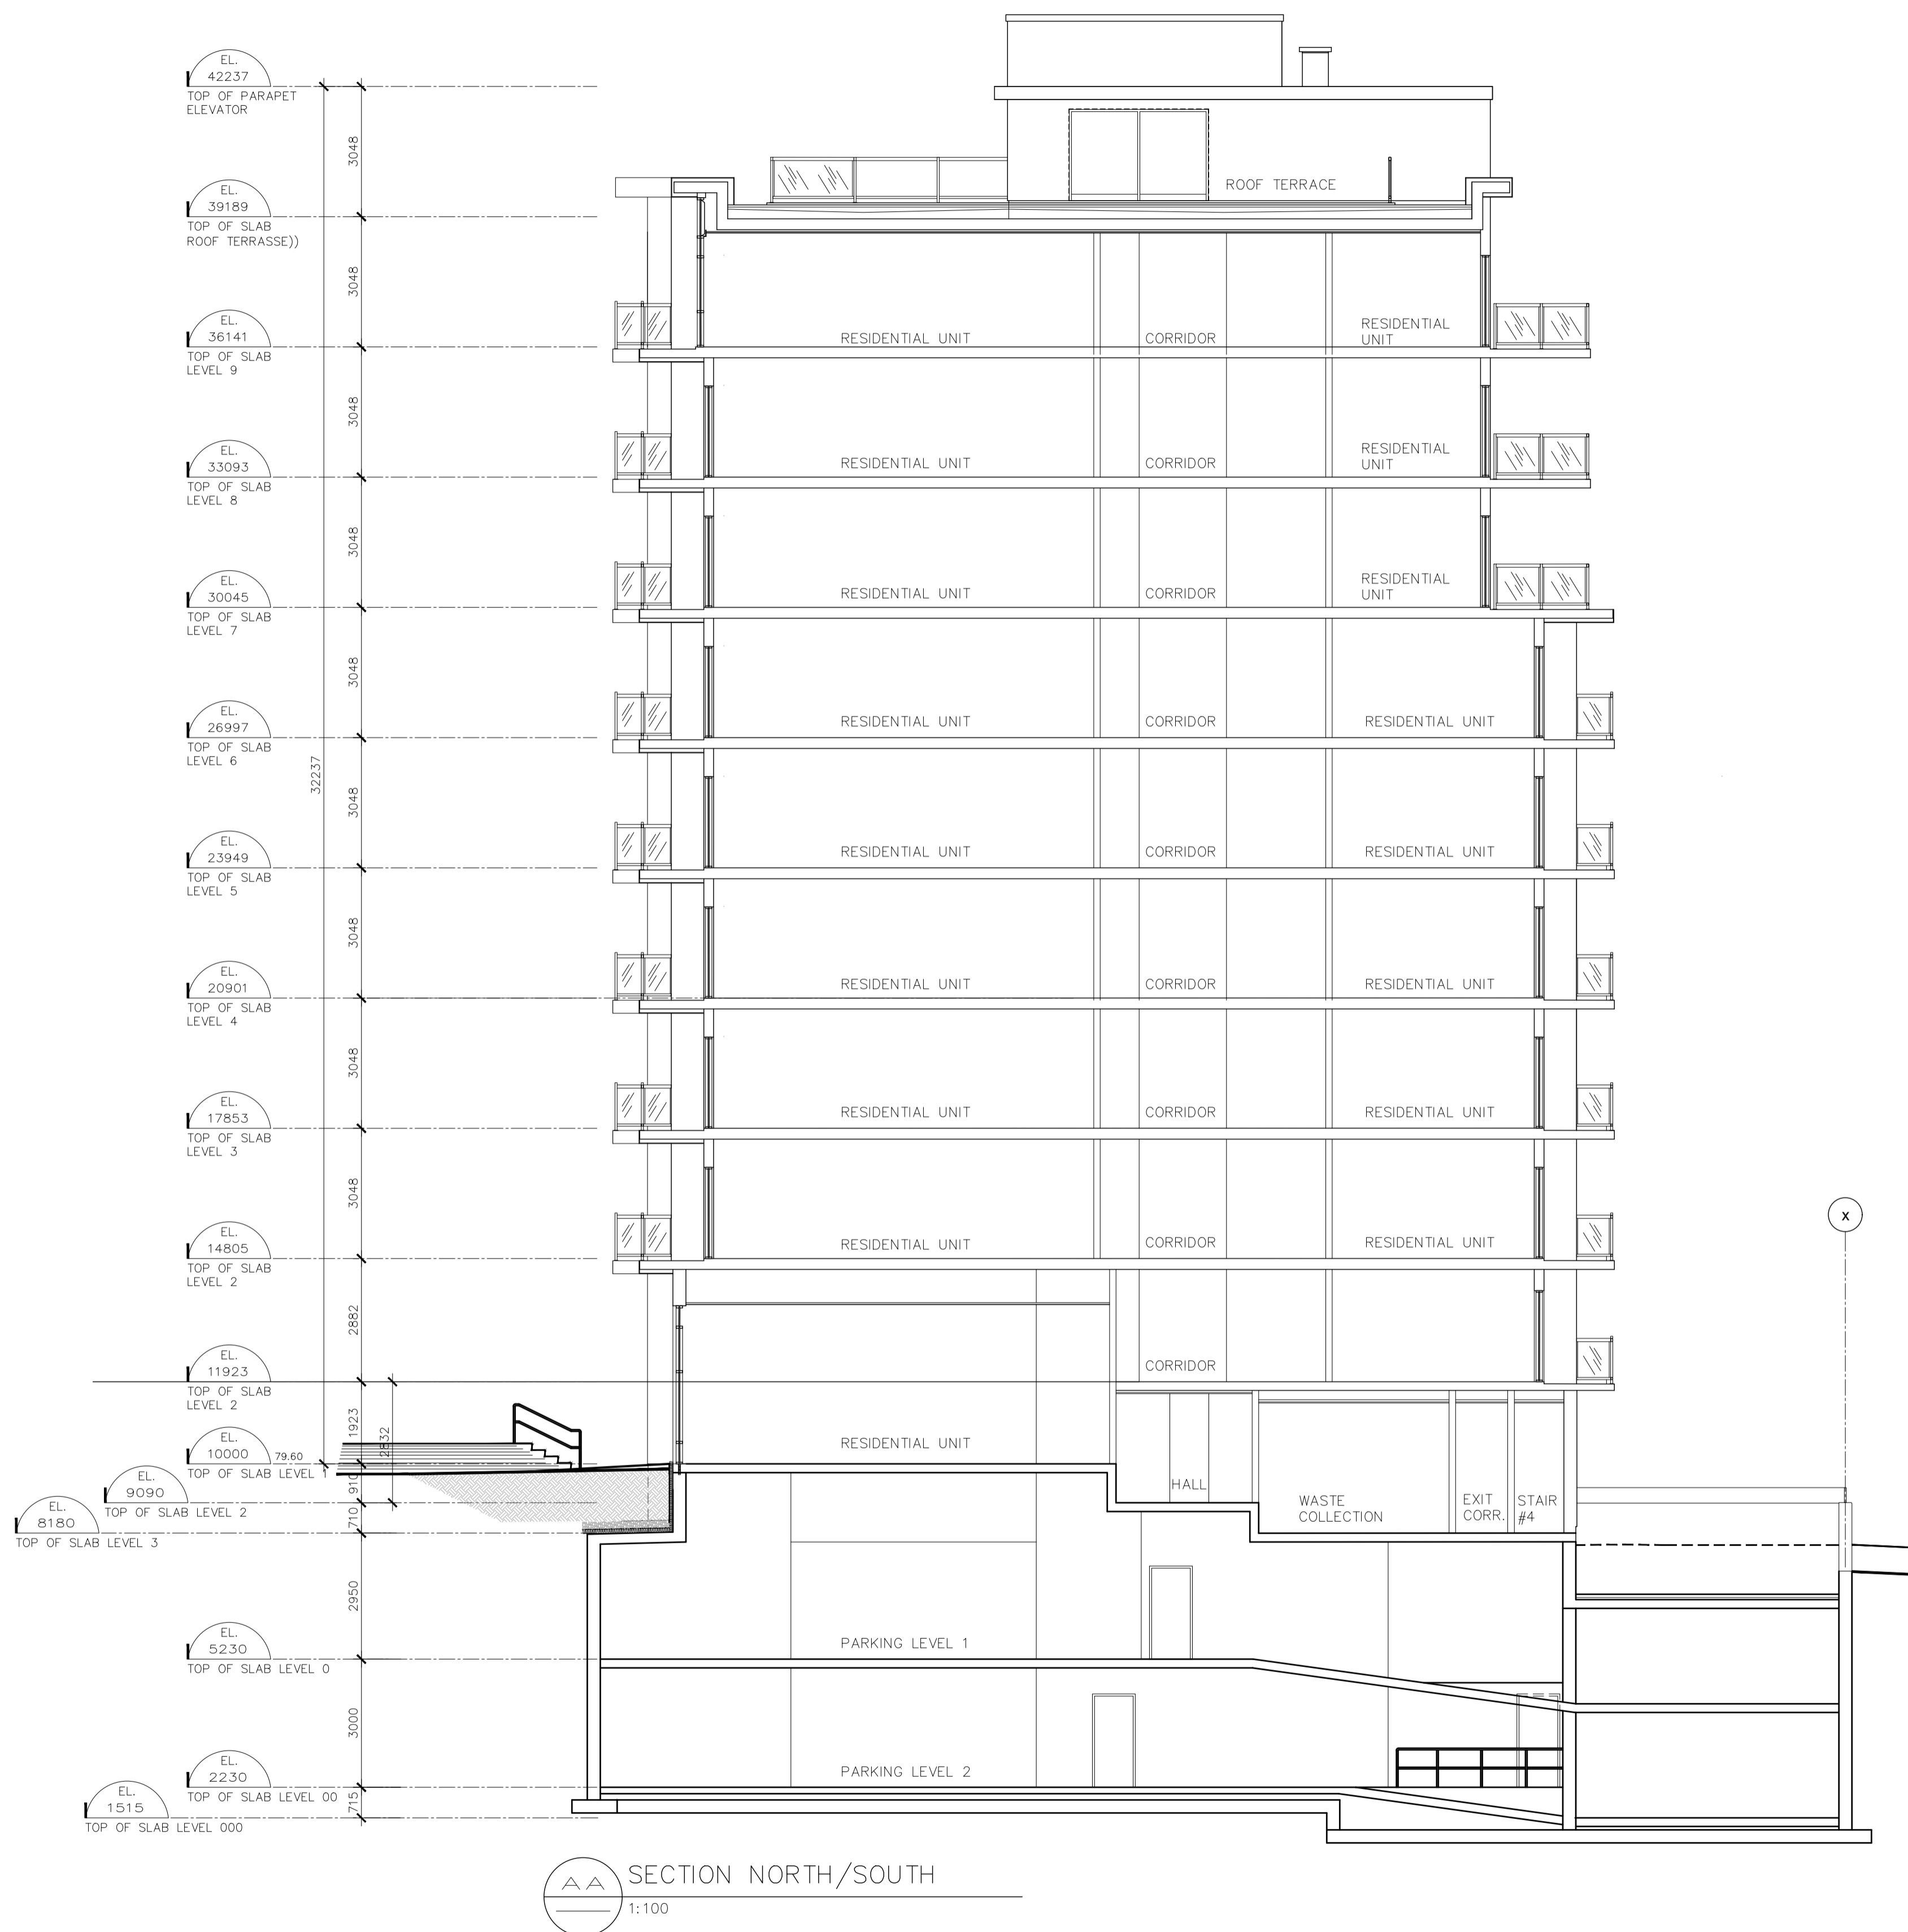 EL.
42237
TOP OF PARAPET
ELEVATOR
3048
EL.
39189
TOP OF SLAB
ROOF TERRASSE))
ROOF TERRACE
3048
EL.
36141
TOP OF SLAB
LEVEL 9
RESIDENTIAL UNIT
CORRIDOR
RESIDENTIAL
UNIT
3048
EL.
33093
TOP OF SLAB
LEVEL 8
RESIDENTIAL UNIT
CORRIDOR
RESIDENTIAL
UNIT
3048
EL.
30045
TOP OF SLAB
LEVEL 7
RESIDENTIAL UNIT
CORRIDOR
RESIDENTIAL
UNIT
3048
EL.
26997
TOP OF SLAB
LEVEL 6
RESIDENTIAL UNIT
CORRIDOR
RESIDENTIAL UNIT
32237
3048
EL.
23949
TOP OF SLAB
LEVEL 5
RESIDENTIAL UNIT
CORRIDOR
RESIDENTIAL UNIT
3048
EL.
20901
TOP OF SLAB
LEVEL 4
RESIDENTIAL UNIT
CORRIDOR
RESIDENTIAL UNIT
3048
EL.
17853
TOP OF SLAB
LEVEL 3
RESIDENTIAL UNIT
CORRIDOR
RESIDENTIAL UNIT
3048
EL.
14805
TOP OF SLAB
LEVEL 2
RESIDENTIAL UNIT
CORRIDOR
RESIDENTIAL UNIT
X
2882
EL.
11923
TOP OF SLAB
LEVEL 2
CORRIDOR
1923
2832
EL.
10000
79.60
TOP OF SLAB LEVEL 1
RESIDENTIAL UNIT
910
EL.
9090
TOP OF SLAB LEVEL 2
HALL
710
EL.
8180
TOP OF SLAB LEVEL 3
WASTE
COLLECTION
EXIT
CORR.
STAIR
#4
2950
EL.
5230
TOP OF SLAB LEVEL 0
PARKING LEVEL 1
3000
EL.
2230
TOP OF SLAB LEVEL 00
PARKING LEVEL 2
715
EL.
1515
TOP OF SLAB LEVEL 000
AA
SECTION NORTH/SOUTH
1:100